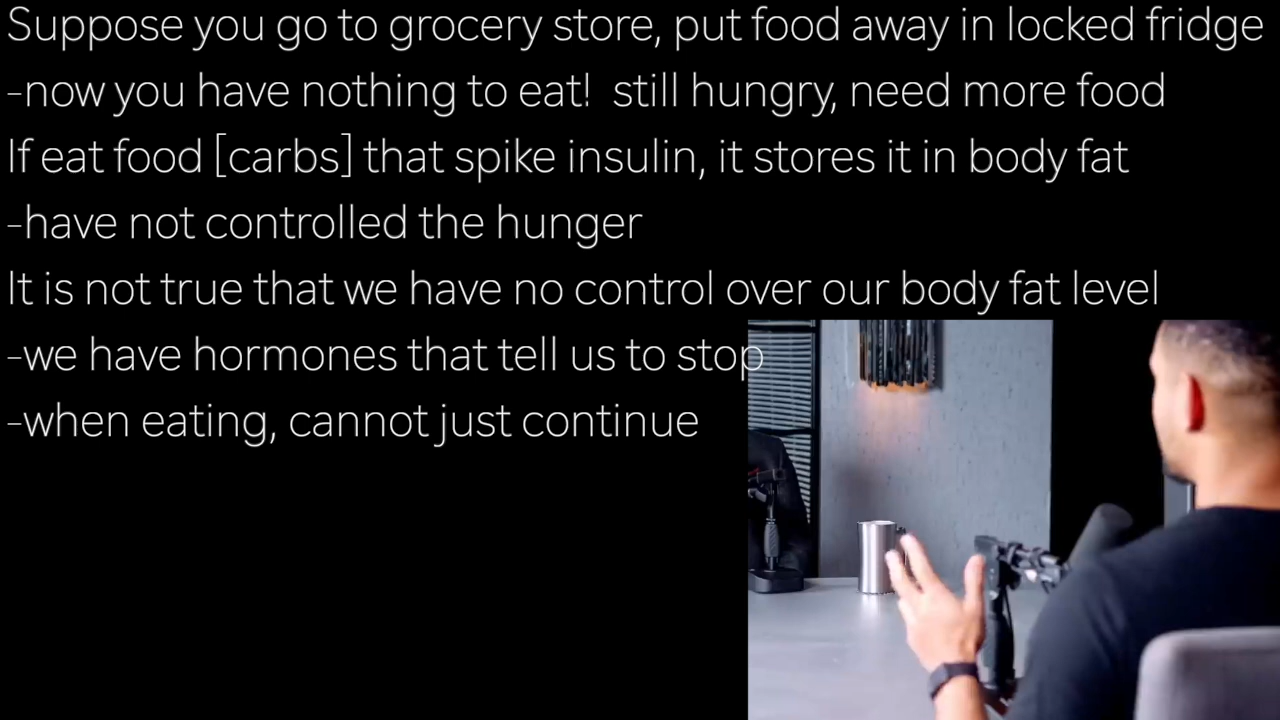 Suppose you go to grocery store, put food away in locked fridge
-now you have nothing to eat!  still hungry, need more food
If eat food [carbs] that spike insulin, it stores it in body fat
-have not controlled the hunger
It is not true that we have no control over our body fat level
-we have hormones that tell us to stop
-when eating, cannot just continue